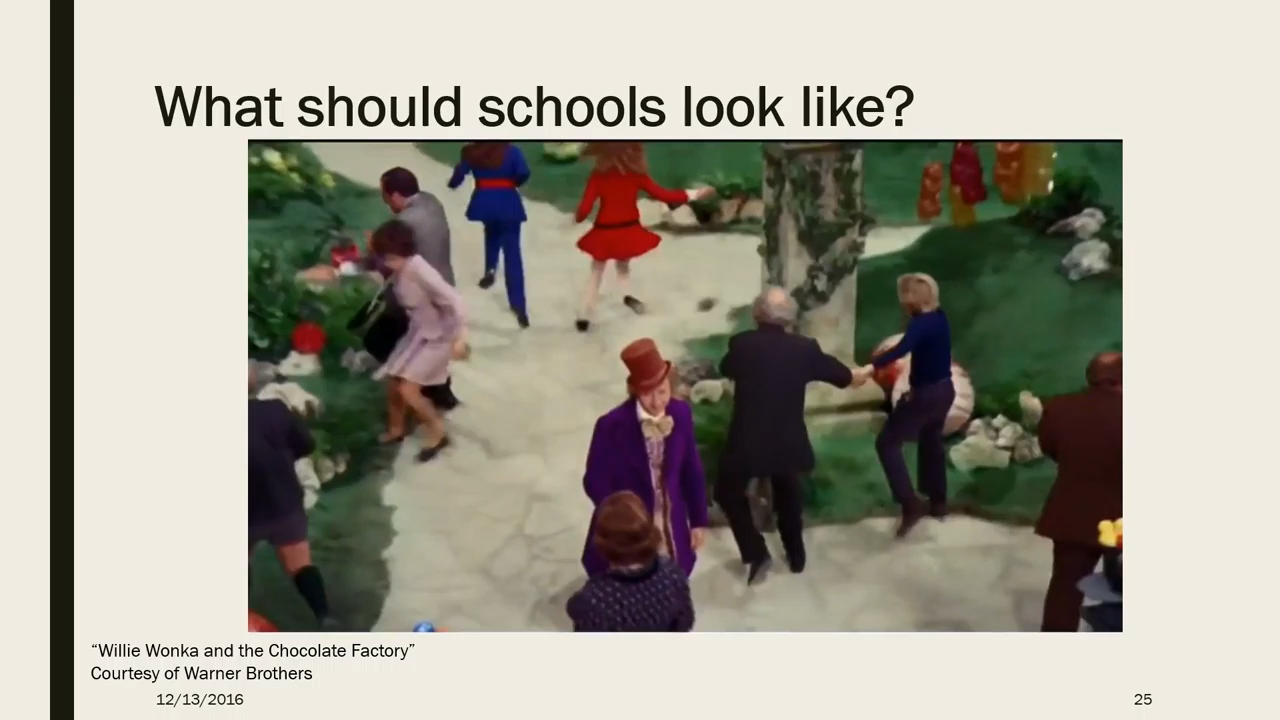 What should schools look like?
“Willie Wonka and the Chocolate Factory”
Courtesy of Warner Brothers
12/13/2016
25